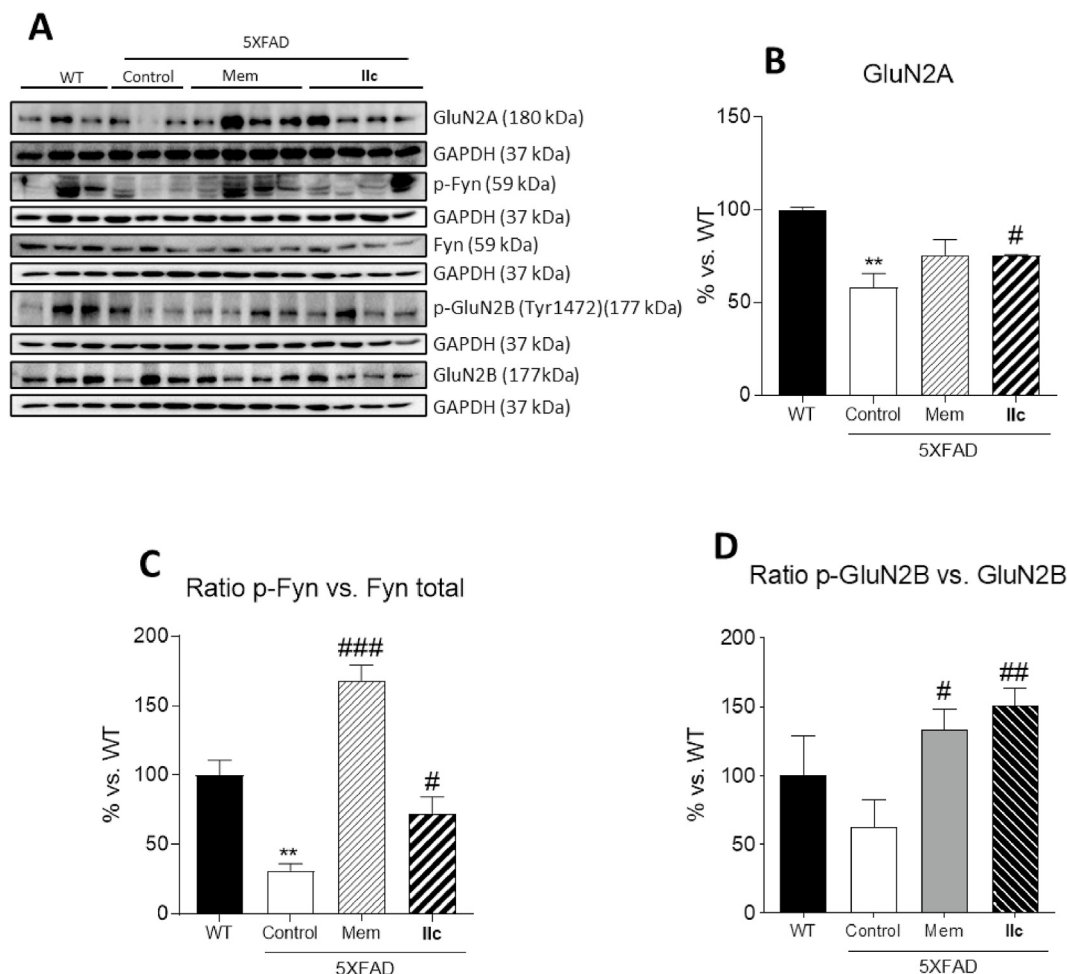 A
5XFAD
WT Control Mem IIc
GluN2A (180 kDa)
GAPDH (37 kDa)
p-Fyn (59 kDa)
GAPDH (37 kDa)
Fyn (59 kDa)
GAPDH (37 kDa)
p-GluN2B (Tyr1472)(177 kDa)
GAPDH (37 kDa)
GluN2B (177kDa)
GAPDH (37 kDa)
B
GluN2A
% vs. WT
150
100
50
0
**
#
WT Control Mem IIc
5XFAD
C
Ratio p-Fyn vs. Fyn total
% vs. WT
200
150
100
50
0
**
###
#
WT Control Mem IIc
5XFAD
D
Ratio p-GluN2B vs. GluN2B
% vs. WT
200
150
100
50
0
#
##
WT Control Mem IIc
5XFAD